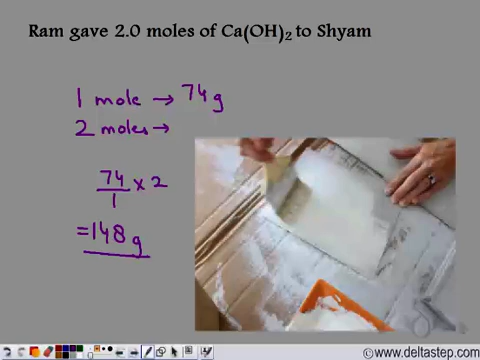 Ram gave 2.0 moles of Ca(OH)₂ to Shyam
1 mole → 74 g
2 moles →
74/1 × 2
= 148 g
© www.deltastep.com